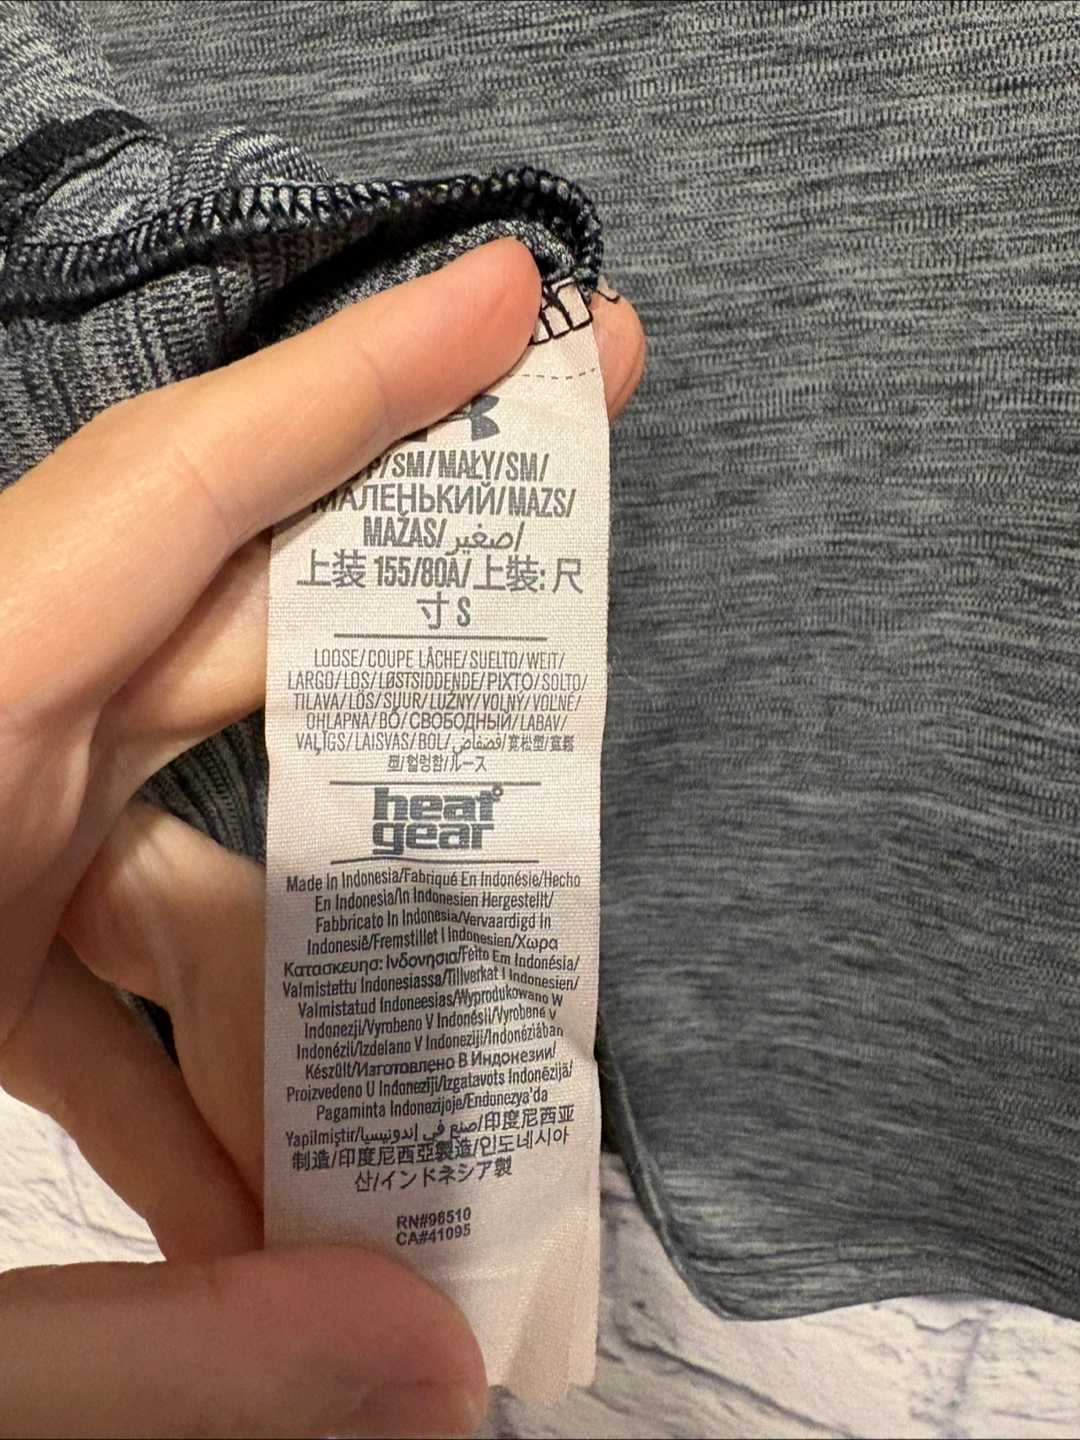 P/SM/MAŁY/SM/
МАЛЕНЬКИЙ/MAZS/
MAŽAS/صغير/
上装 155/80A/上裝: 尺
寸 S
LOOSE/COUPE LÂCHE/SUELTO/WEIT/
LARGO/LOS/LØSTSIDDENDE/PIXTO/SOLTO/
TILAVA/LÖS/SUUR/LUŹNY/VOLNÝ/VOĽNÉ/
OHLAPNA/BŐ/СВОБОДНЫЙ/LABAV/
VAĻĪGS/LAISVAS/BOL/فضفاض/宽松型/寬鬆
型/헐렁함/ルース
heat
gear
Made In Indonesia/Fabriqué En Indonésie/Hecho
En Indonesia/In Indonesien Hergestellt/
Fabbricato In Indonesia/Vervaardigd In
Indonesië/Fremstillet I Indonesien/Χωρα
Κατασκευησ: Ινδονησια/Feito Em Indonésia/
Valmistettu Indonesiassa/Tillverkat I Indonesien/
Valmistatud Indoneesias/Wyprodukowano W
Indonezji/Vyrobeno V Indonésii/Vyrobené V
Indonézii/Izdelano V Indoneziji/Indonéziában
Készült/Изготовлено В Индонезии/
Proizvedeno U Indoneziji/Izgatavots Indonēzijā/
Pagaminta Indonezijoje/Endonezya'da
Yapilmiştir/صنع في إندونيسيا/印度尼西亚
制造/印度尼西亞製造/인도네시아
산/インドネシア製
RN#96510
CA#41095